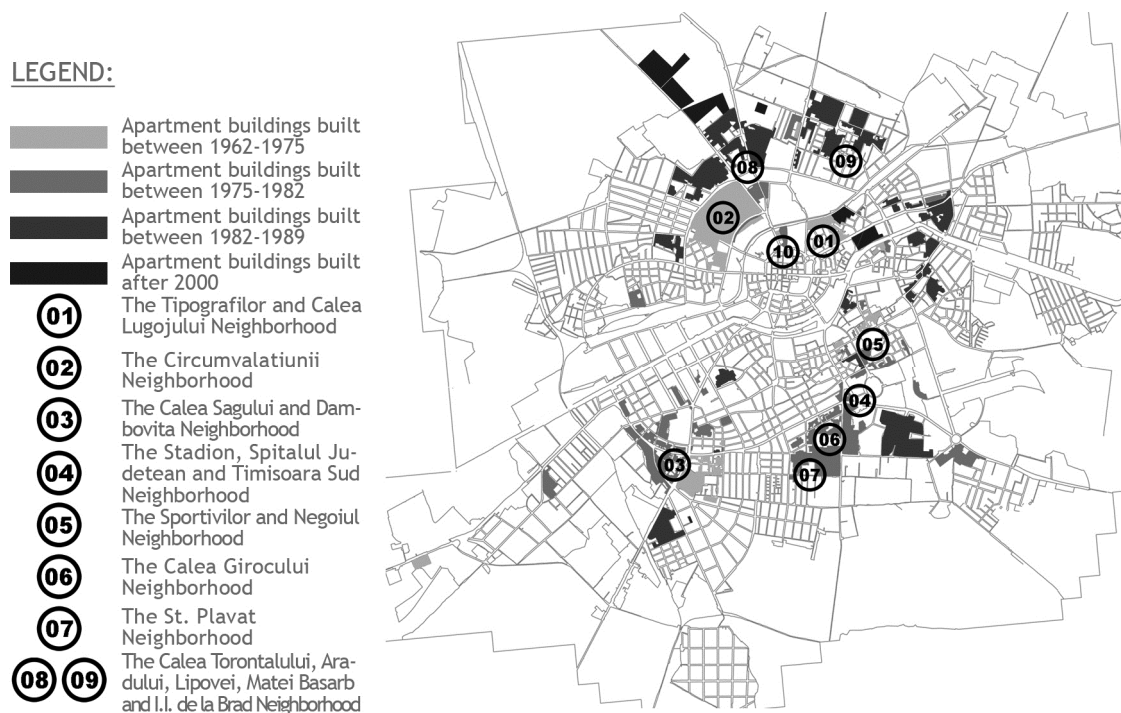 LEGEND:
Apartment buildings built
between 1962-1975
Apartment buildings built
between 1975-1982
Apartment buildings built
between 1982-1989
Apartment buildings built
after 2000
01
The Tipografilor and Calea
Lugojului Neighborhood
02
The Circumvalatiunii
Neighborhood
03
The Calea Sagului and Dam-
bovita Neighborhood
04
The Stadion, Spitalul Ju-
detean and Timisoara Sud
Neighborhood
05
The Sportivilor and Negoiul
Neighborhood
06
The Calea Girocului
Neighborhood
07
The St. Plavat
Neighborhood
08 09
The Calea Torontalului, Ara-
dului, Lipovei, Matei Basarb
and I.I. de la Brad Neighborhood
08
09
02
10
01
05
04
06
03
07